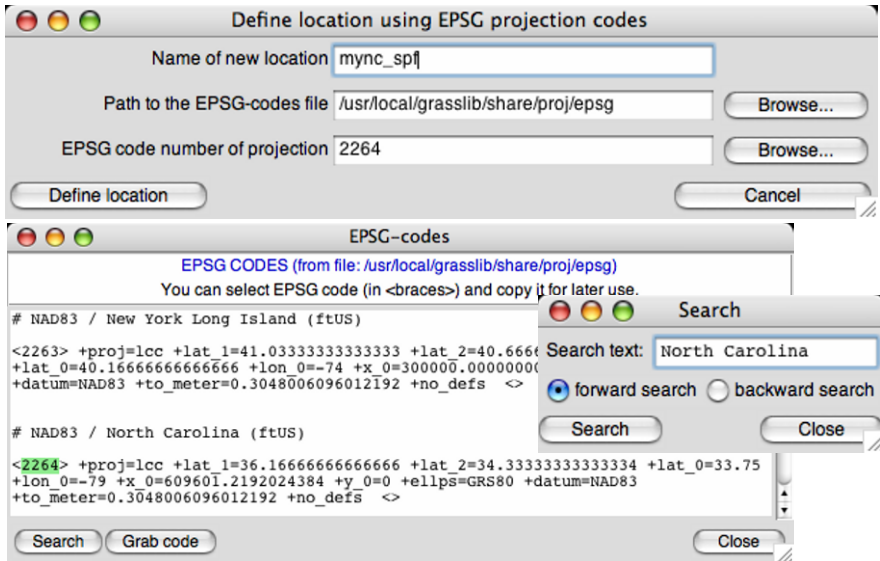 Define location using EPSG projection codes
Name of new location mync_spf
Path to the EPSG-codes file /usr/local/grasslib/share/proj/epsg Browse...
EPSG code number of projection 2264 Browse...
Define location Cancel
EPSG-codes
EPSG CODES (from file: /usr/local/grasslib/share/proj/epsg)
You can select EPSG code (in <braces>) and copy it for later use.
# NAD83 / New York Long Island (ftUS)
<2263> +proj=lcc +lat_1=41.03333333333333 +lat_2=40.6666
+lat_0=40.16666666666666 +lon_0=-74 +x_0=300000.00000000
+datum=NAD83 +to_meter=0.3048006096012192 +no_defs <>
# NAD83 / North Carolina (ftUS)
<2264> +proj=lcc +lat_1=36.16666666666666 +lat_2=34.33333333333334 +lat_0=33.75
+lon_0=-79 +x_0=609601.2192024384 +y_0=0 +ellps=GRS80 +datum=NAD83
+to_meter=0.3048006096012192 +no_defs <>
Search Grab code Close
Search
Search text: North Carolina
forward search backward search
Search Close